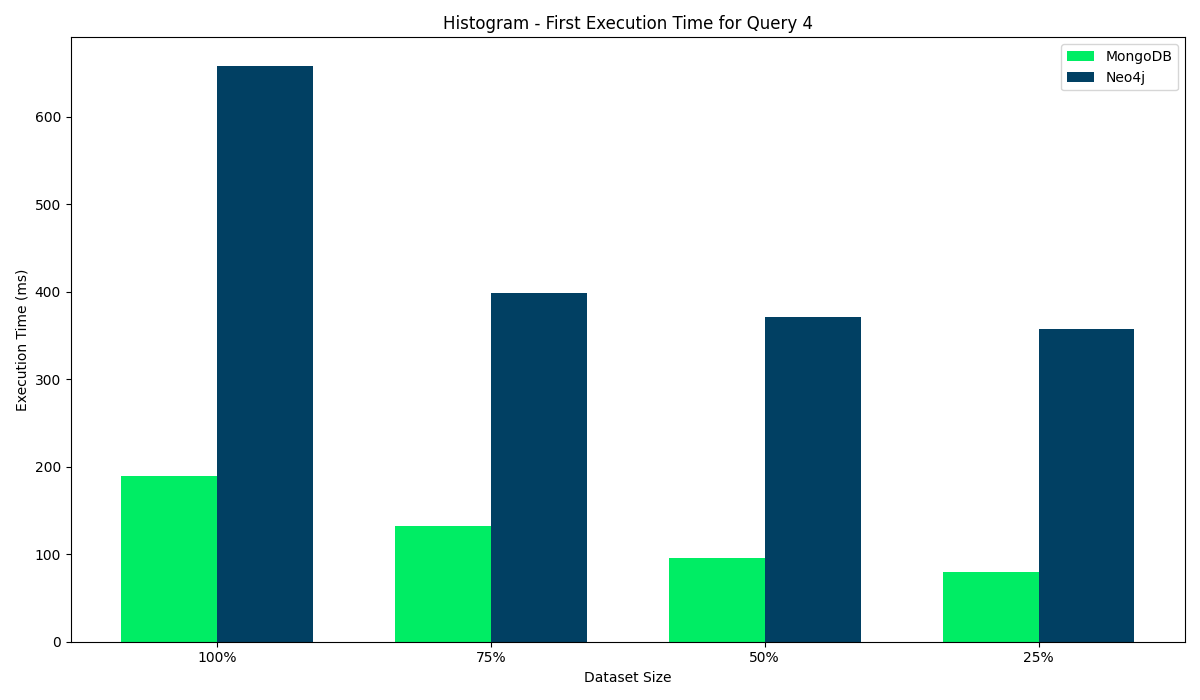 Histogram - First Execution Time for Query 4
MongoDB
Neo4j
Execution Time (ms)
600
500
400
300
200
100
0
100%
75%
50%
25%
Dataset Size